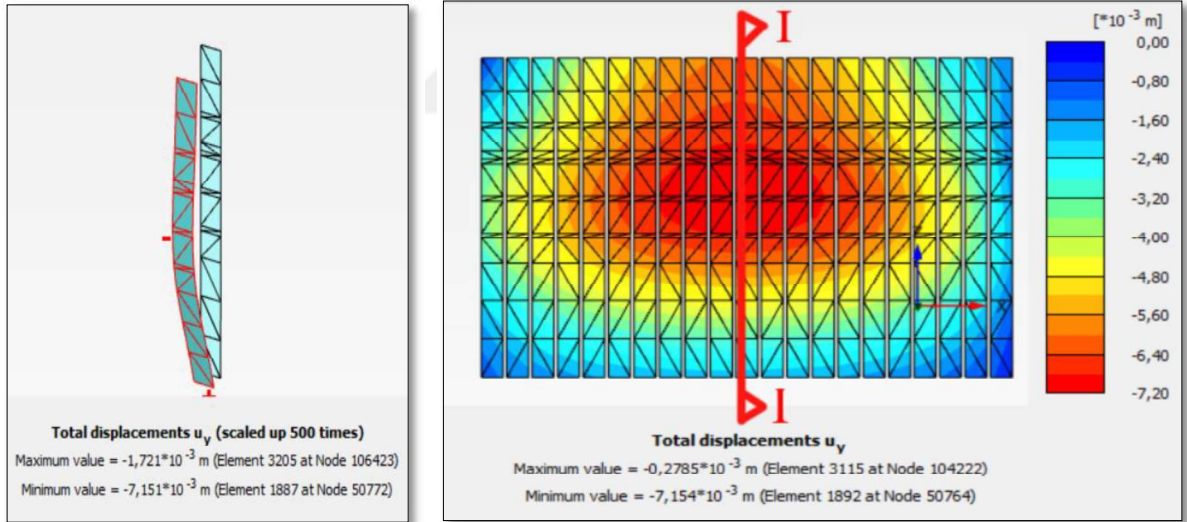 Total displacements uy (scaled up 500 times)
Maximum value = -1,721*10 -3 m (Element 3205 at Node 106423)
Minimum value = -7,151*10 -3 m (Element 1887 at Node 50772)
I
[*10 -3 m]
0,00
-0,80
-1,60
-2,40
-3,20
-4,00
-4,80
-5,60
-6,40
-7,20
X
I
Total displacements uy
Maximum value = -0,2785*10 -3 m (Element 3115 at Node 104222)
Minimum value = -7,154*10 -3 m (Element 1892 at Node 50764)